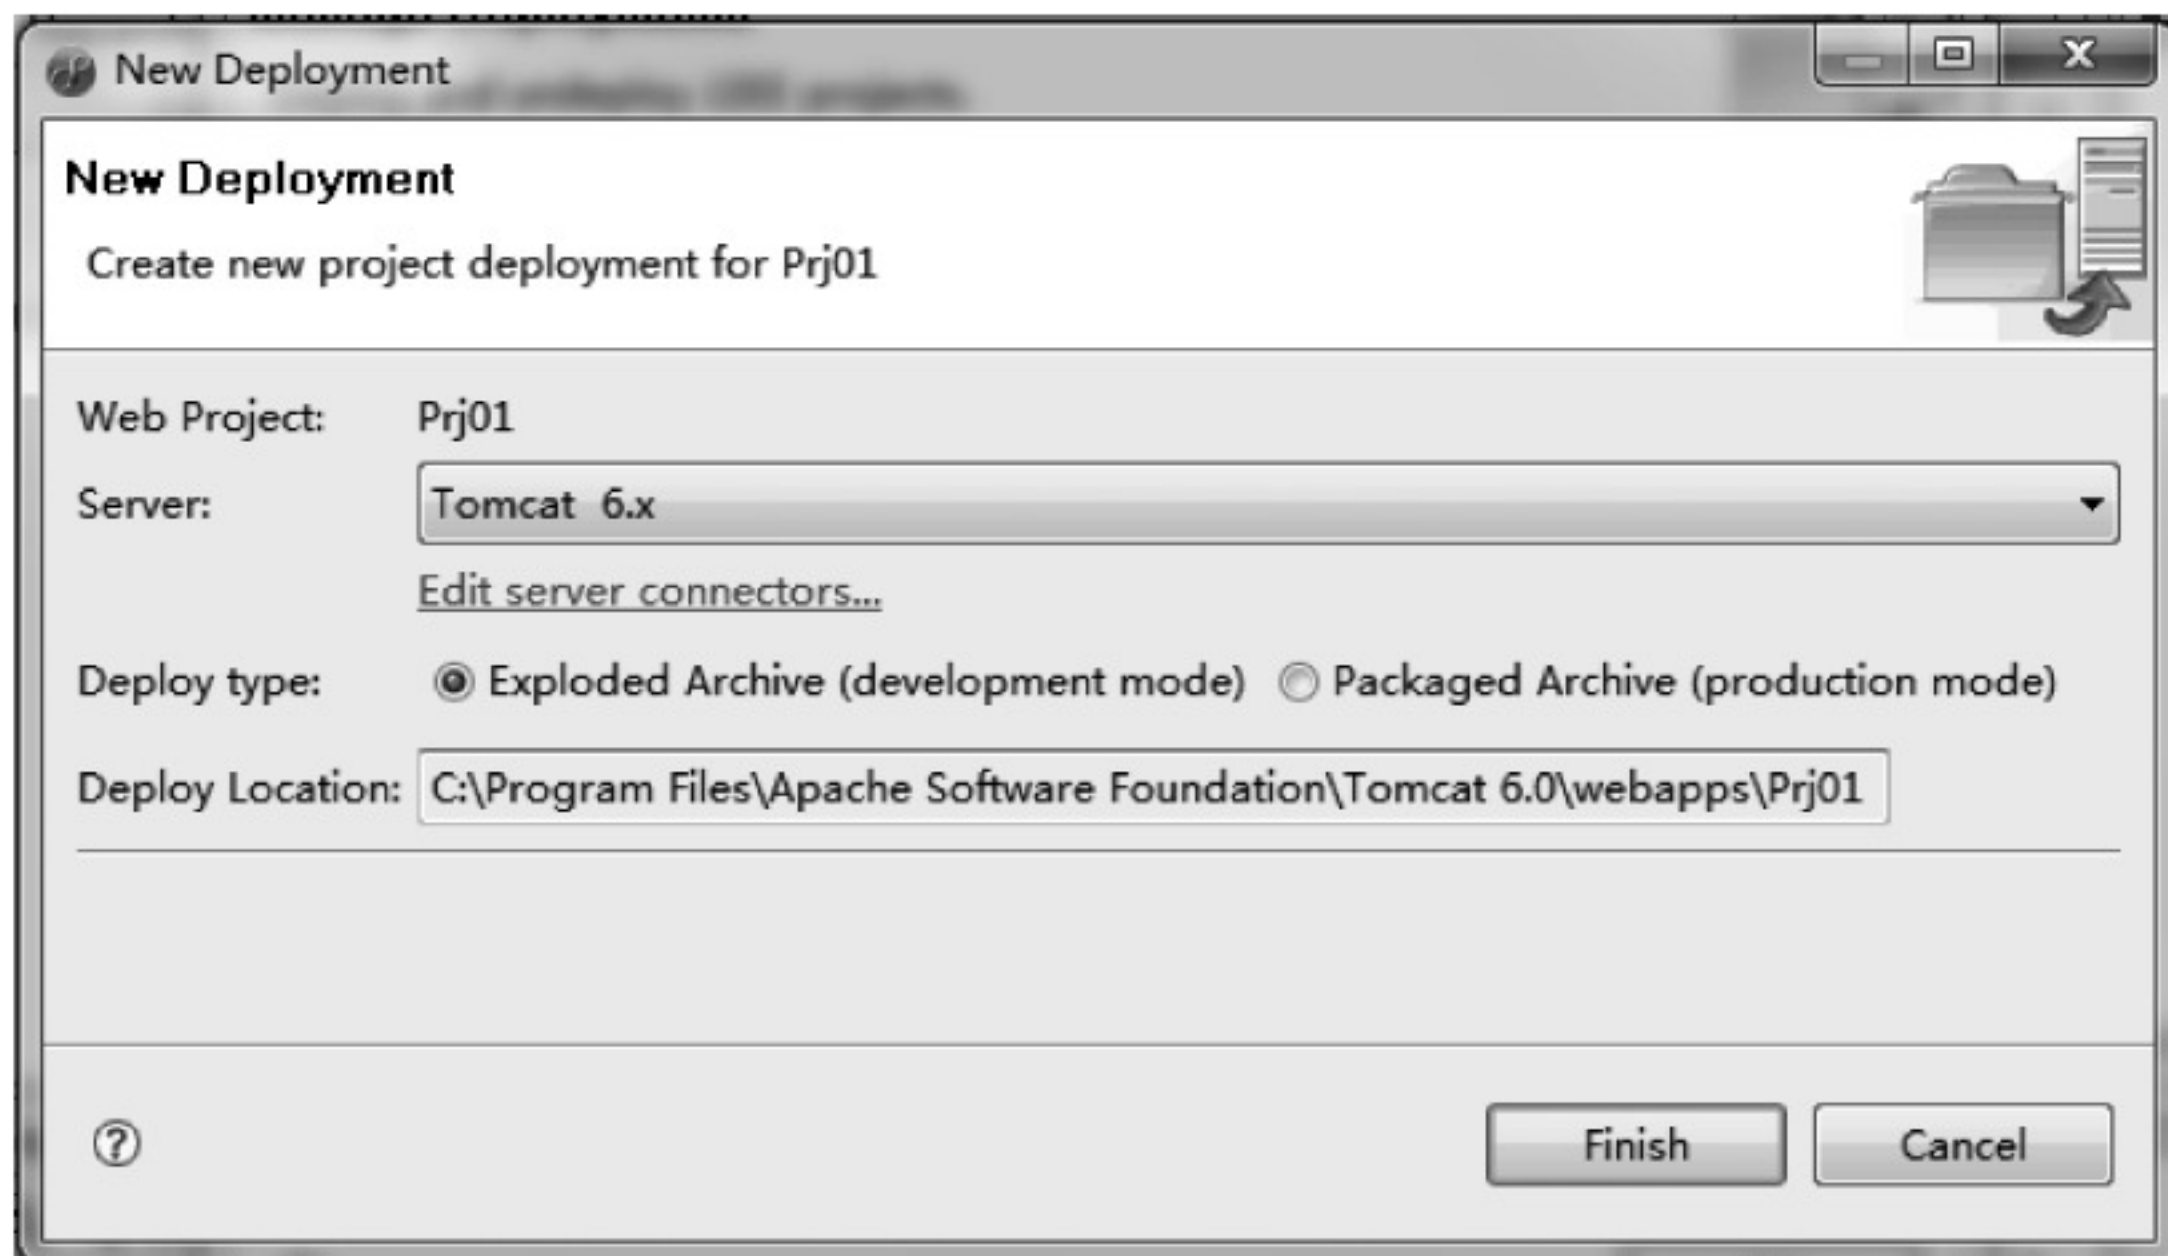 New Deployment
New Deployment
Create new project deployment for Prj01
Web Project: Prj01
Server: Tomcat 6.x
Edit server connectors...
Deploy type: Exploded Archive (development mode) Packaged Archive (production mode)
Deploy Location: C:\Program Files\Apache Software Foundation\Tomcat 6.0\webapps\Prj01
Finish Cancel